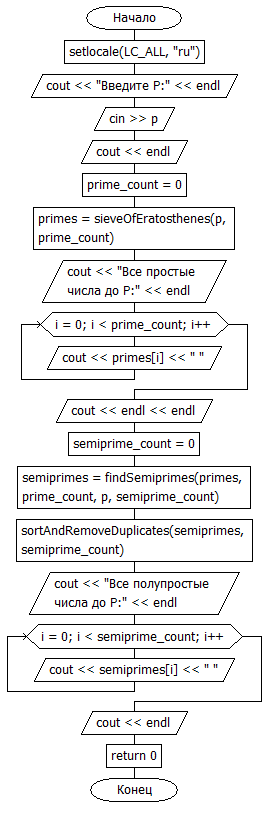 Начало
setlocale(LC_ALL, "ru")
cout << "Введите P:" << endl
cin >> p
cout << endl
prime_count = 0
primes = sieveOfEratosthenes(p,
prime_count)
cout << "Все простые
числа до P:" << endl
i = 0; i < prime_count; i++
cout << primes[i] << " "
cout << endl << endl
semiprime_count = 0
semiprimes = findSemiprimes(primes,
prime_count, p, semiprime_count)
sortAndRemoveDuplicates(semiprimes,
semiprime_count)
cout << "Все полупростые
числа до P:" << endl
i = 0; i < semiprime_count; i++
cout << semiprimes[i] << " "
cout << endl
return 0
Конец